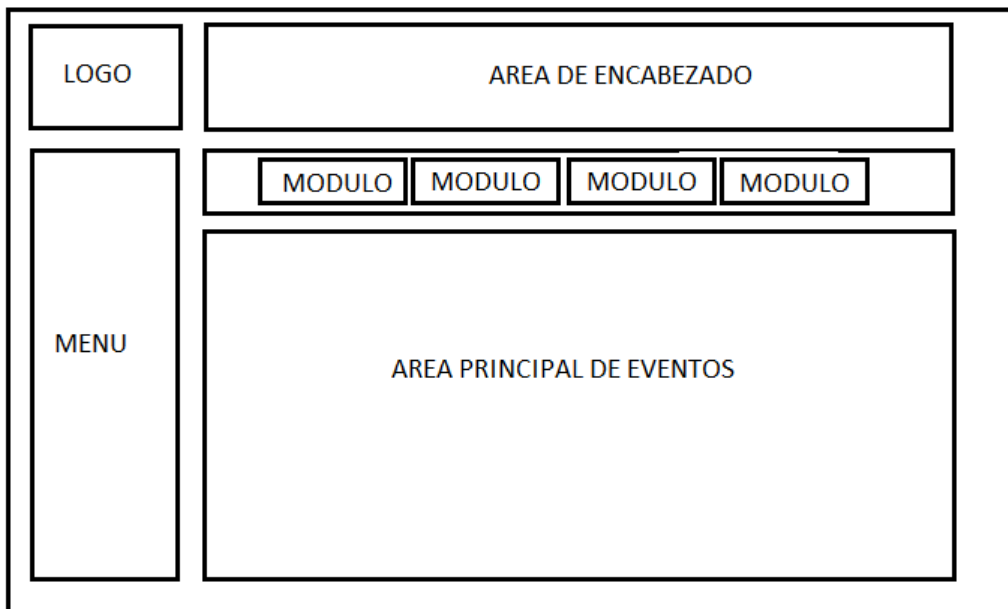 LOGO
AREA DE ENCABEZADO
MODULO MODULO MODULO MODULO
MENU
AREA PRINCIPAL DE EVENTOS